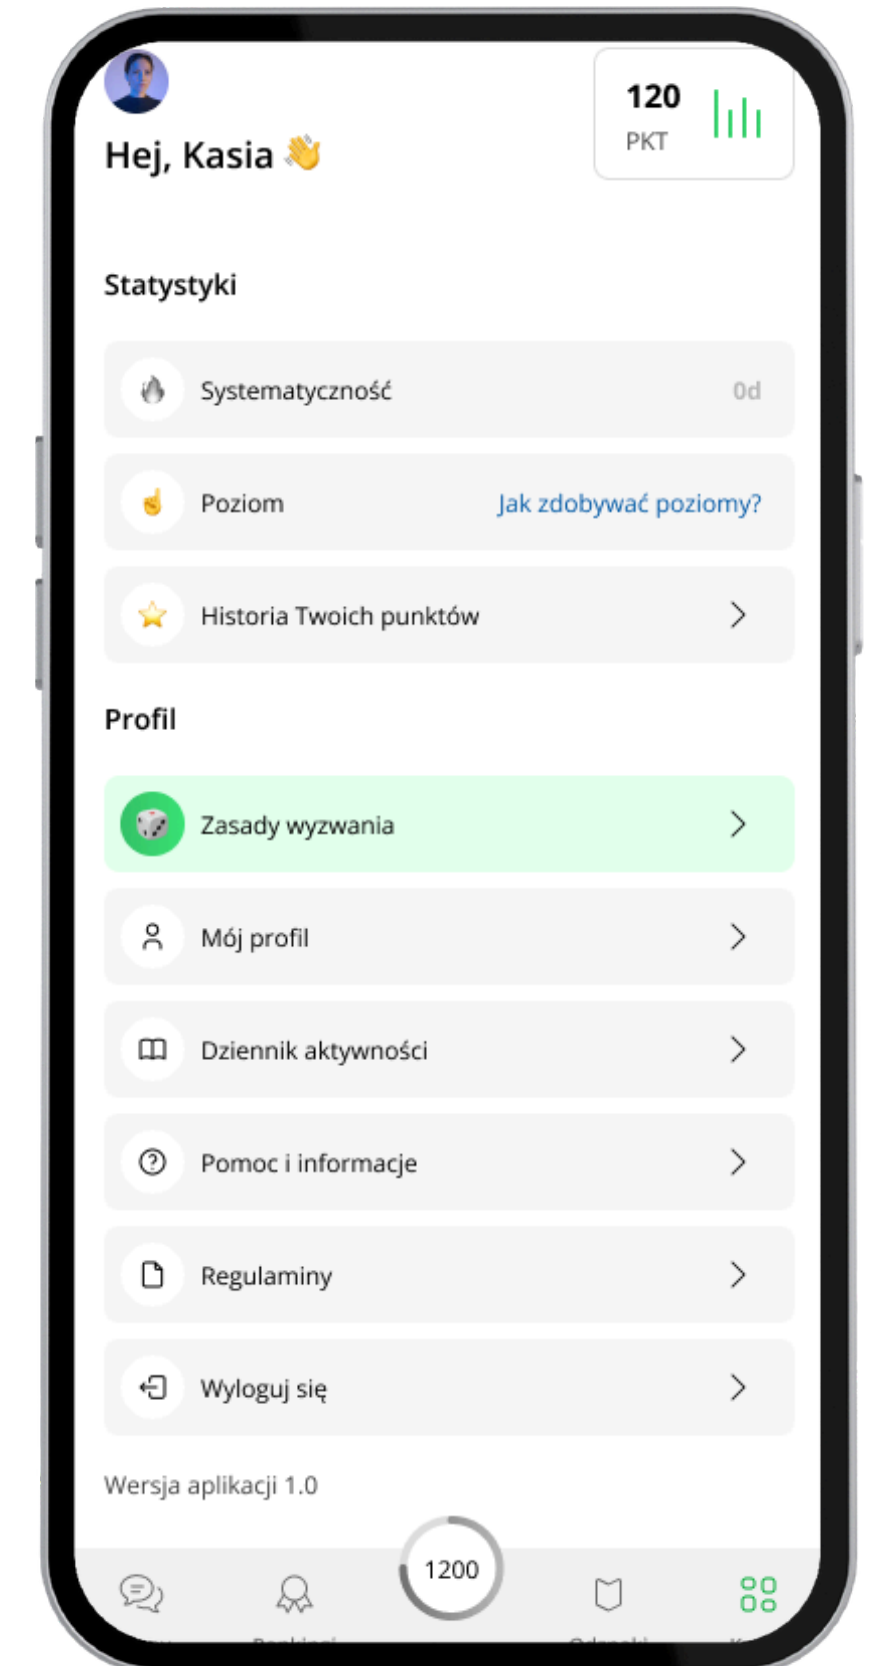 120
PKT
Hej, Kasia 👋
Statystyki
Systematyczność 0d
Poziom Jak zdobywać poziomy?
Historia Twoich punktów
Profil
Zasady wyzwania
Mój profil
Dziennik aktywności
Pomoc i informacje
Regulaminy
Wyloguj się
Wersja aplikacji 1.0
1200